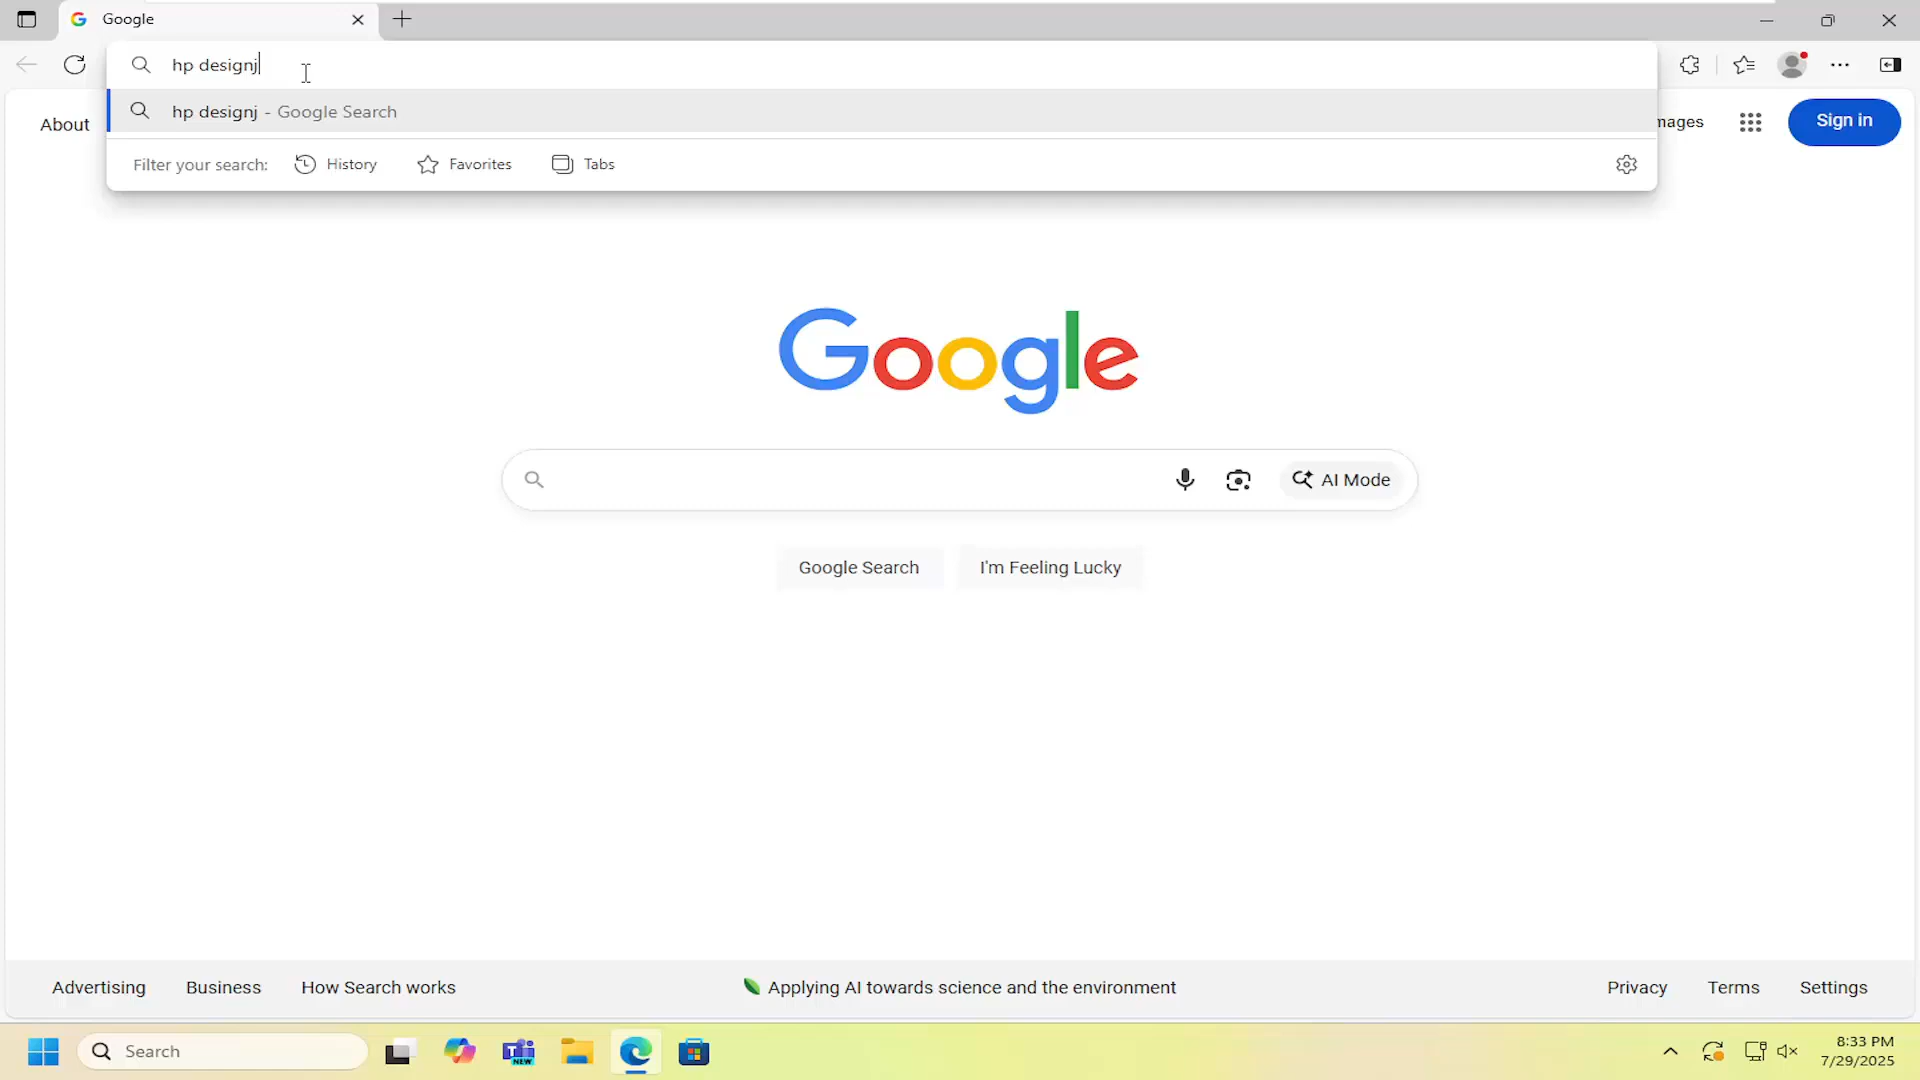 Google
hp designj
hp designj - Google Search
Filter your search: History Favorites Tabs
About
mages
Sign in
Google
AI Mode
Google Search
I'm Feeling Lucky
Advertising Business How Search works
Applying AI towards science and the environment
Privacy Terms Settings
Search
NEW
8:33 PM
7/29/2025